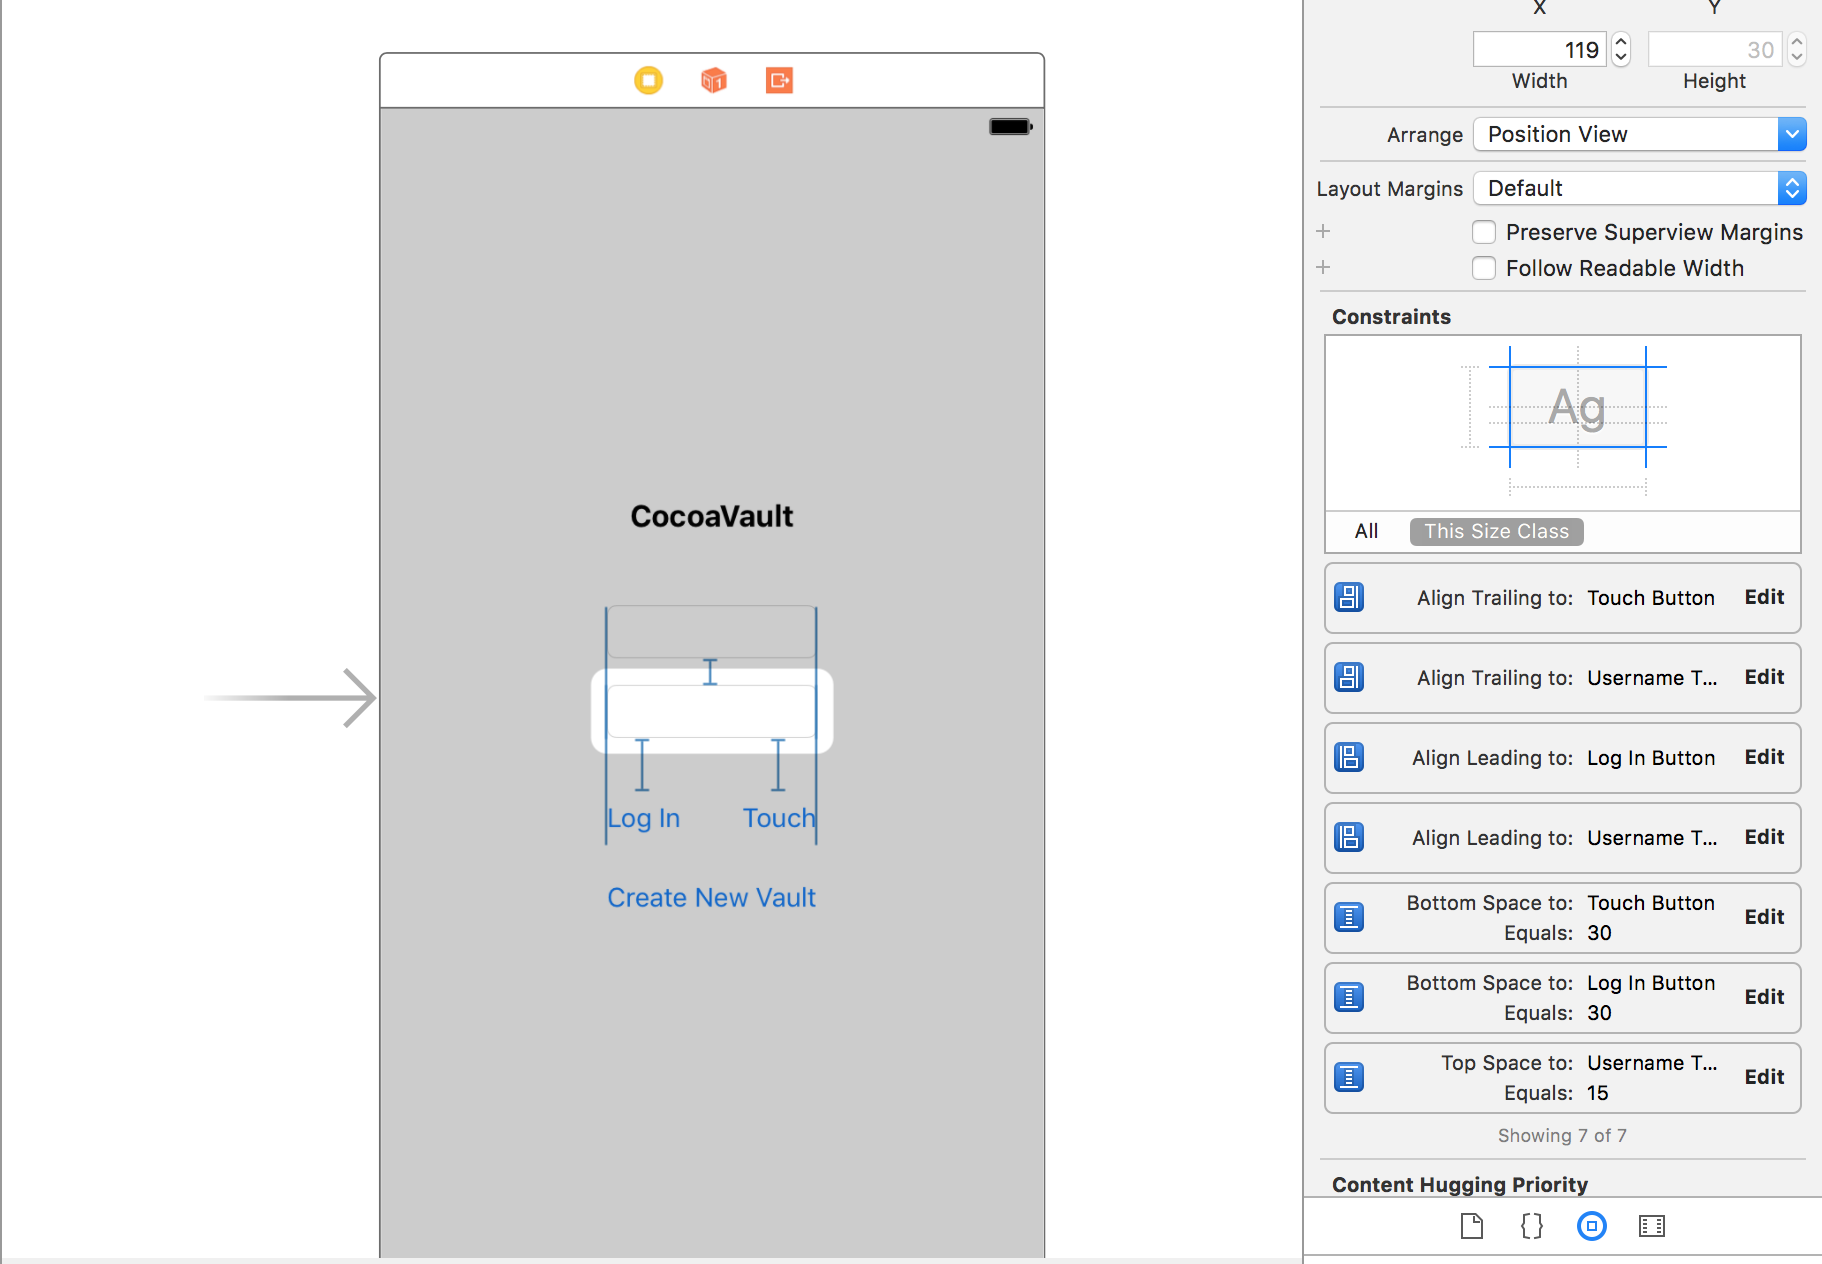 X Y
119 30
Width Height
Arrange Position View
Layout Margins Default
Preserve Superview Margins
Follow Readable Width
Constraints
Ag
All This Size Class
Align Trailing to: Touch Button Edit
Align Trailing to: Username T... Edit
Align Leading to: Log In Button Edit
Align Leading to: Username T... Edit
Bottom Space to: Touch Button Edit
Equals: 30
Bottom Space to: Log In Button Edit
Equals: 30
Top Space to: Username T... Edit
Equals: 15
Showing 7 of 7
Content Hugging Priority
CocoaVault
Log In Touch
Create New Vault